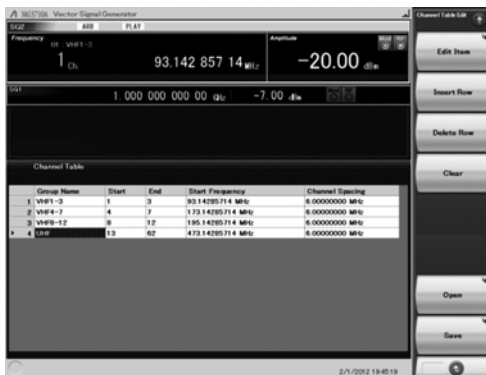 MG3710A Vector Signal Generator
Channel Table Edit
SG2 ARB PLAY
Frequency
01 : VHF1-3
1 Ch
93.142 857 14 MHz
Amplitude
Mod RF
-20.00 dBm
SG1
1. 000 000 000 00 GHz
-7. 00 dBm
Channel Table
Group Name Start End Start Frequency Channel Spacing
1 VHF1-3 1 3 93.14285714 MHz 6.00000000 MHz
2 VHF4-7 4 7 173.14285714 MHz 6.00000000 MHz
3 VHF8-12 8 12 195.14285714 MHz 6.00000000 MHz
4 UHF 13 62 473.14285714 MHz 6.00000000 MHz
Edit Item
Insert Row
Delete Row
Clear
Open
Save
2/1/2012 19:45:19